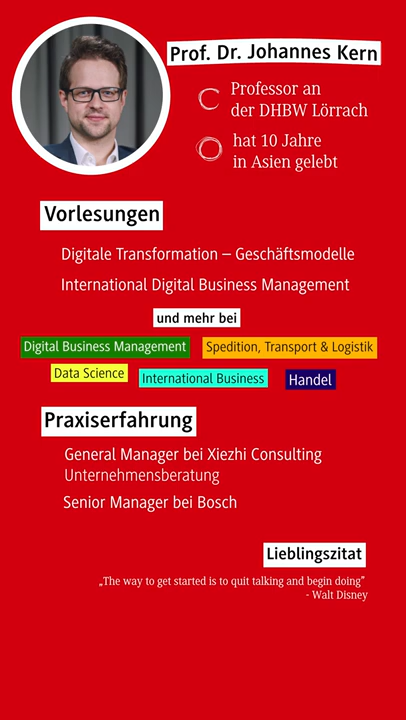 Prof. Dr. Johannes Kern
Professor an
der DHBW Lörrach
hat 10 Jahre
in Asien gelebt
Vorlesungen
Digitale Transformation – Geschäftsmodelle
International Digital Business Management
und mehr bei
Digital Business Management
Spedition, Transport & Logistik
Data Science
International Business
Handel
Praxiserfahrung
General Manager bei Xiezhi Consulting
Unternehmensberatung
Senior Manager bei Bosch
Lieblingszitat
„The way to get started is to quit talking and begin doing”
- Walt Disney